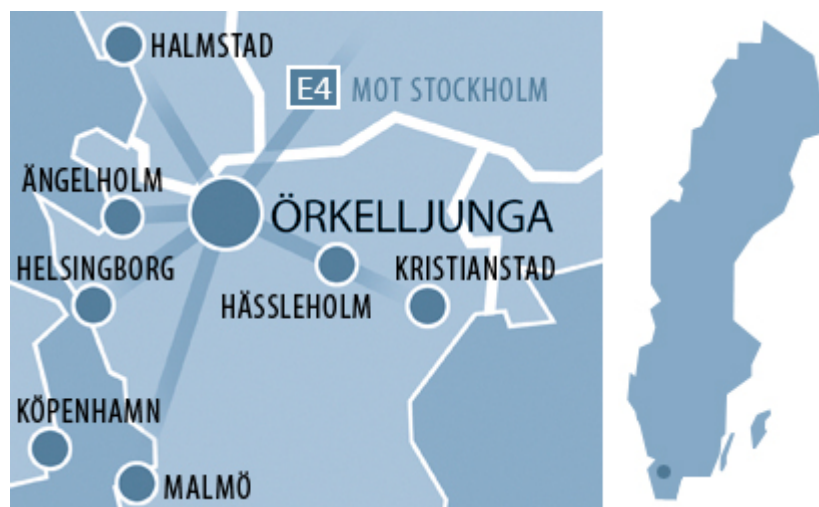 HALMSTAD
E4 MOT STOCKHOLM
ÄNGELHOLM
ÖRKELLJUNGA
HELSINGBORG
KRISTIANSTAD
HÄSSLEHOLM
KÖPENHAMN
MALMÖ